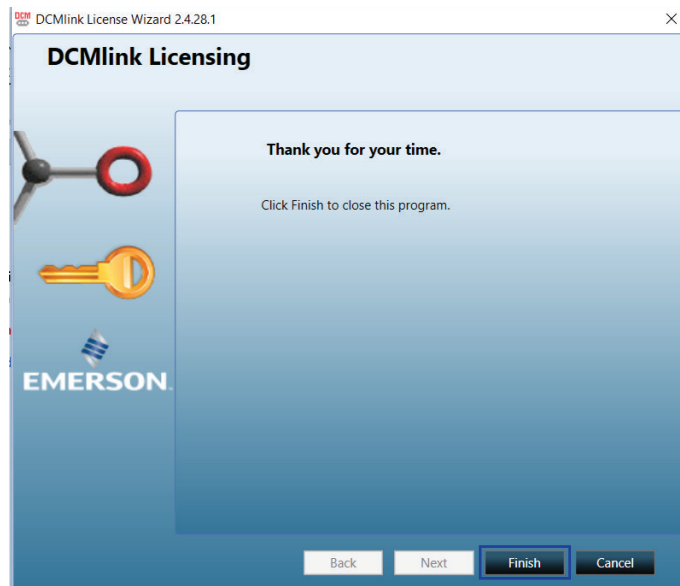 DCM DCMlink License Wizard 2.4.28.1
DCMlink Licensing
Thank you for your time.
Click Finish to close this program.
EMERSON.
Back Next Finish Cancel